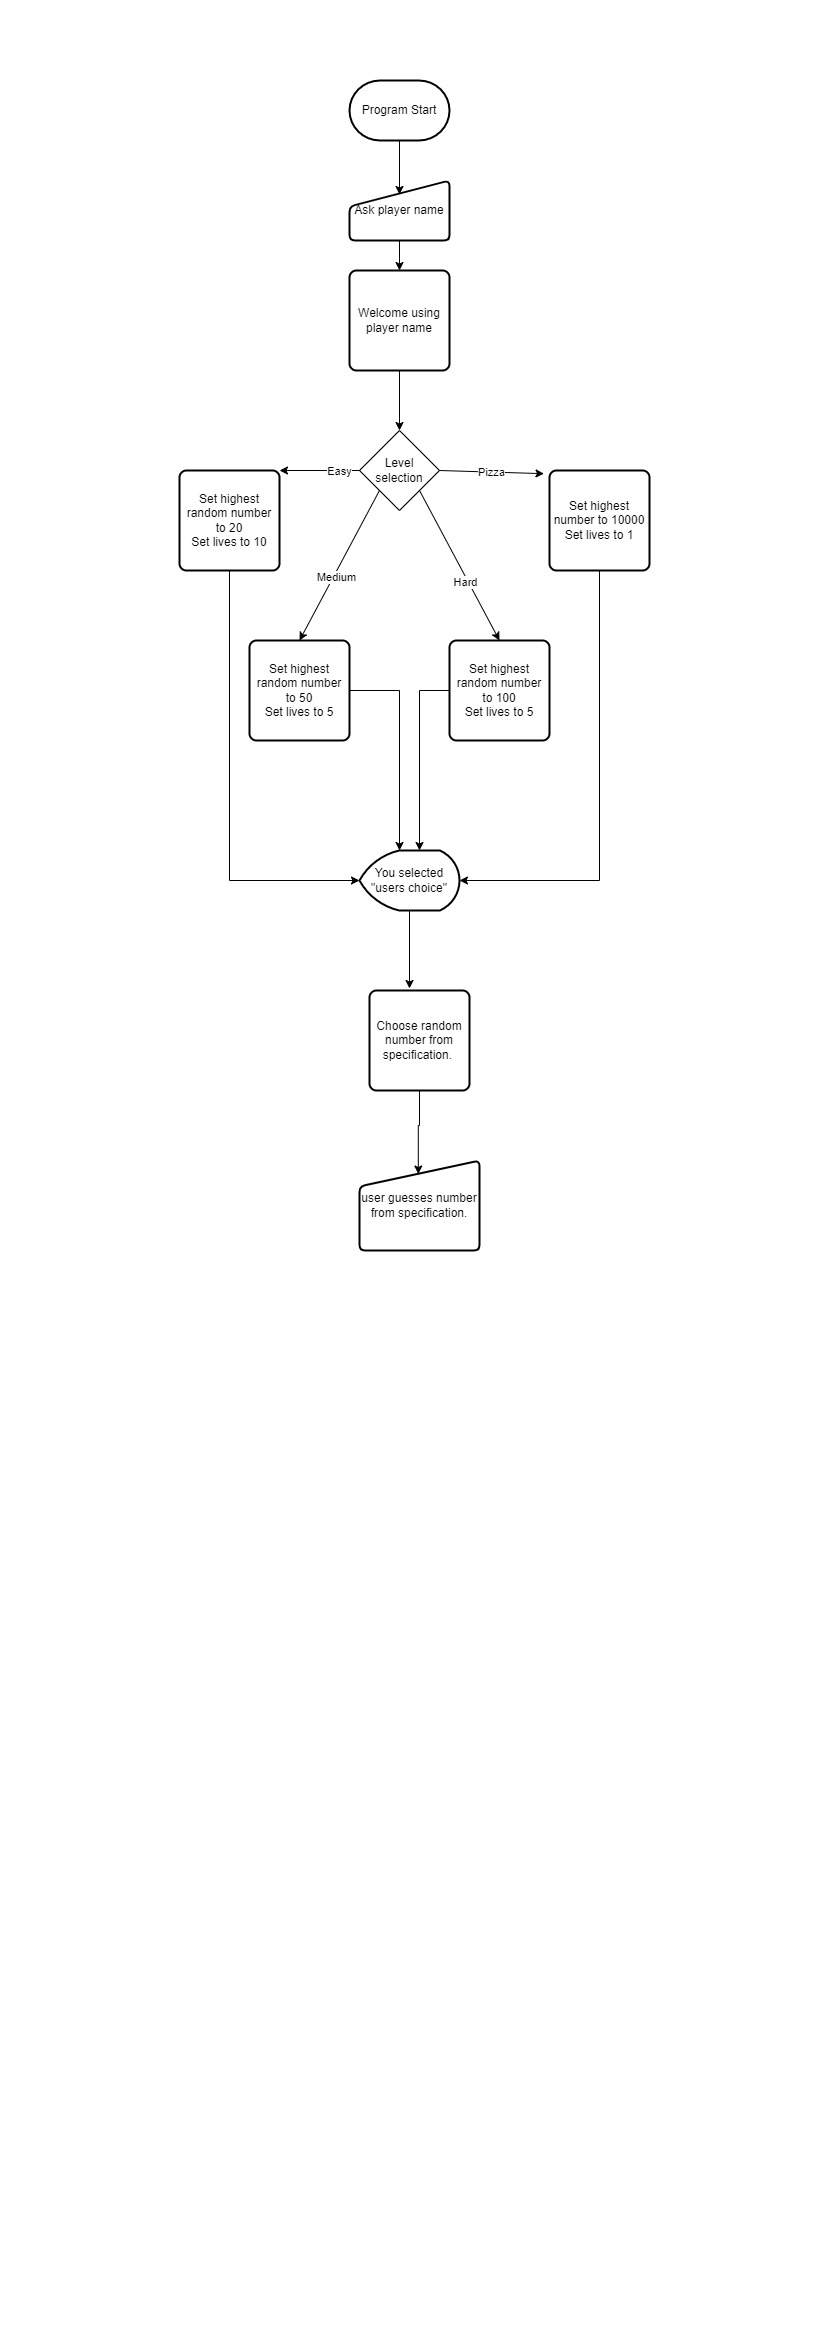 Program Start
Ask player name
Welcome using
player name
Level
selection
Easy
Pizza
Medium
Hard
Set highest
random number
to 20
Set lives to 10
Set highest
number to 10000
Set lives to 1
Set highest
random number
to 50
Set lives to 5
Set highest
random number
to 100
Set lives to 5
You selected
"users choice"
Choose random
number from
specification.
user guesses number
from specification.